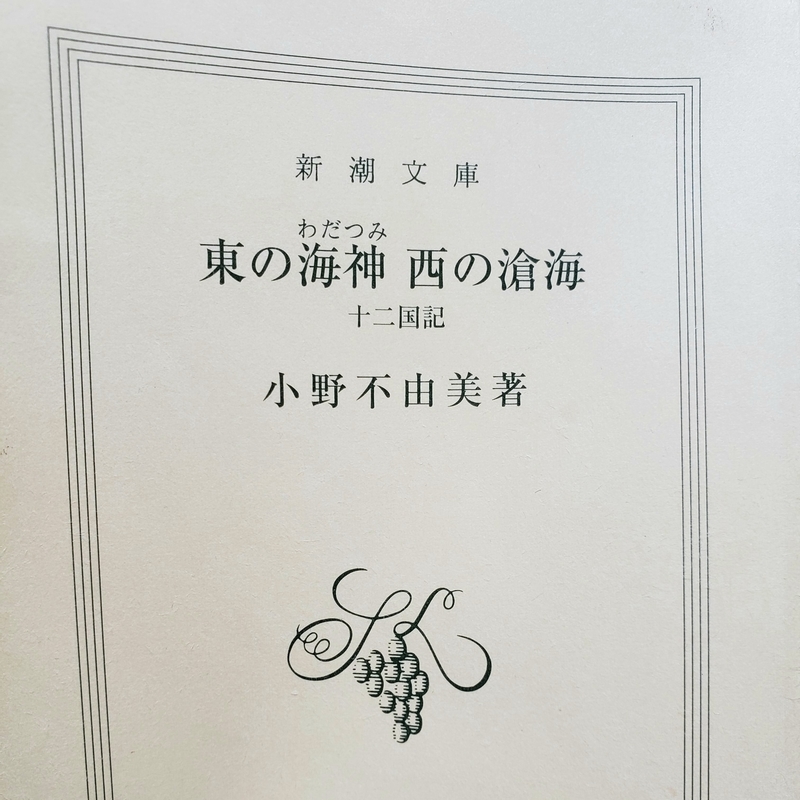 新潮文庫
わだつみ
東の海神 西の滄海
十二国記
小野不由美著
SK